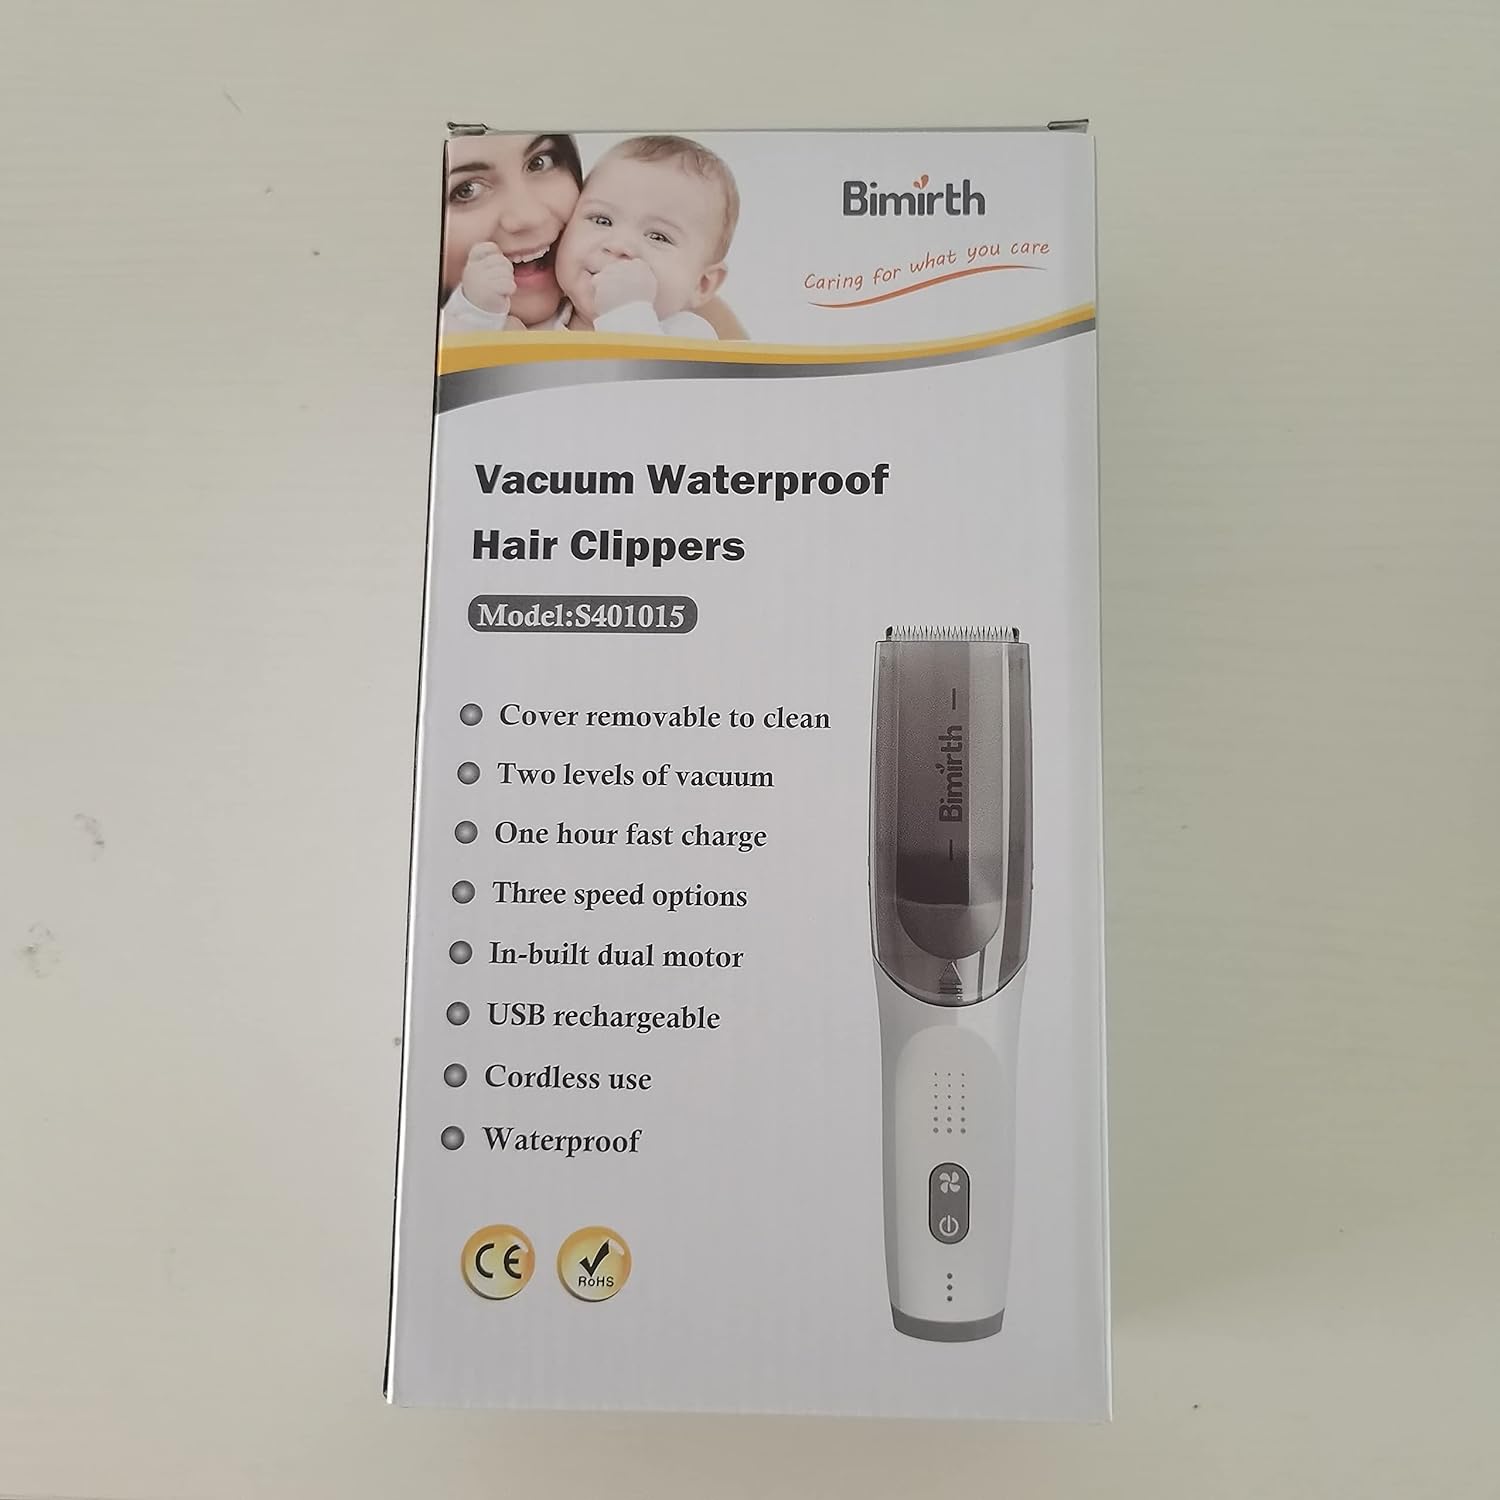 Bimirth
Caring for what you care
Vacuum Waterproof
Hair Clippers
Model:S401015
Cover removable to clean
Two levels of vacuum
One hour fast charge
Three speed options
In-built dual motor
USB rechargeable
Cordless use
Waterproof
Bimirth
CE
RoHS